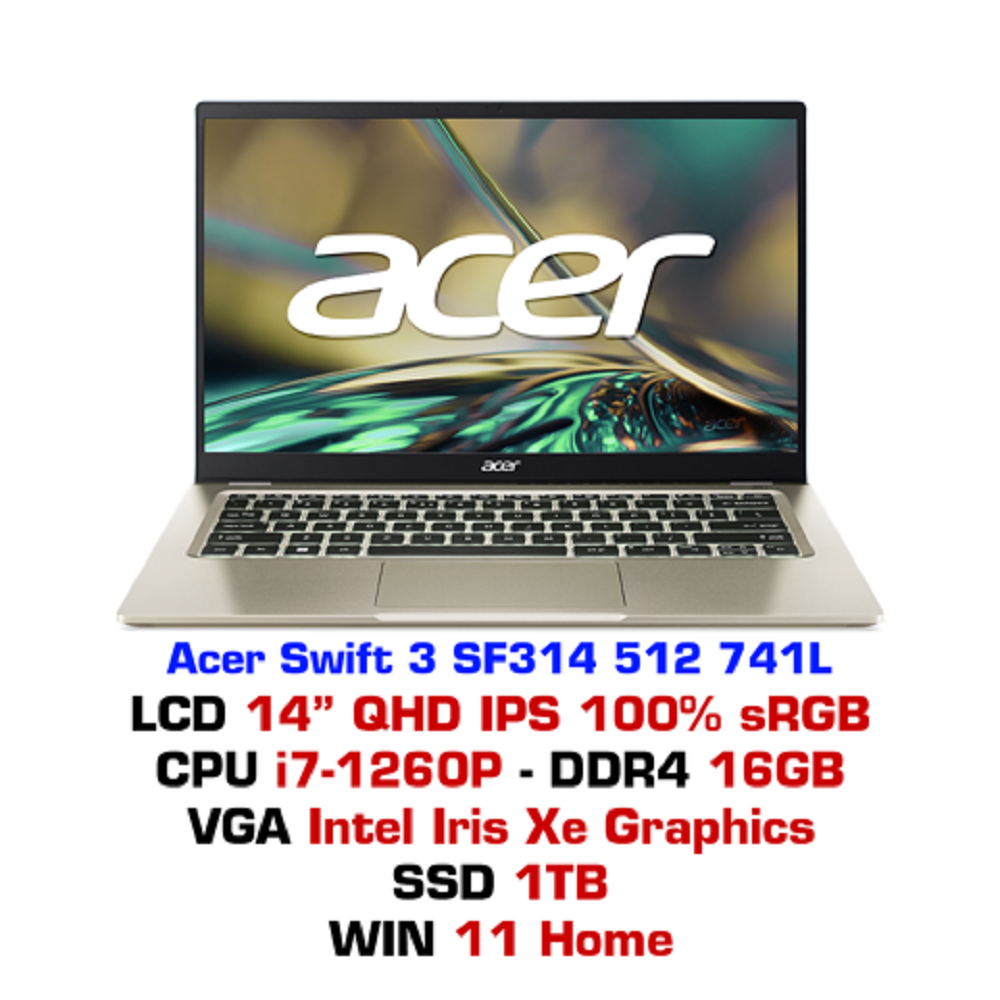 acer
acer
acer
Acer Swift 3 SF314 512 741L
LCD 14” QHD IPS 100% sRGB
CPU i7-1260P - DDR4 16GB
VGA Intel Iris Xe Graphics
SSD 1TB
WIN 11 Home